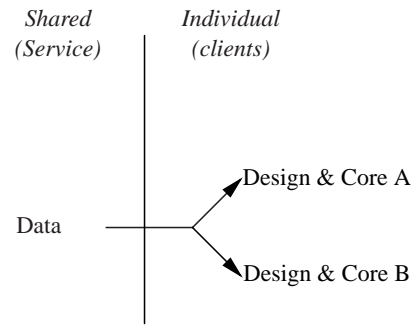 Shared
(Service)
Individual
(clients)
Design & Core A
Data
Design & Core B